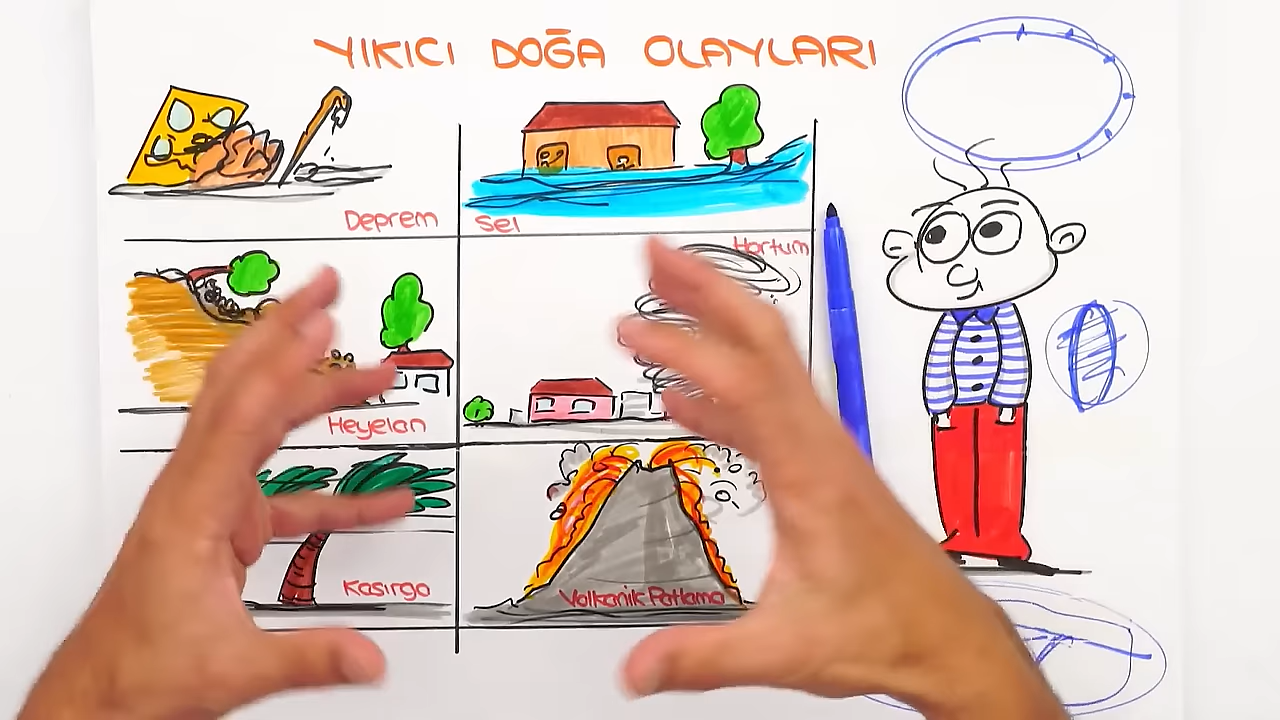 YIKICI DOĞA OLAYLARI
Deprem
Sel
Hortum
Heyelan
Kasırga
Volkanik Patlama